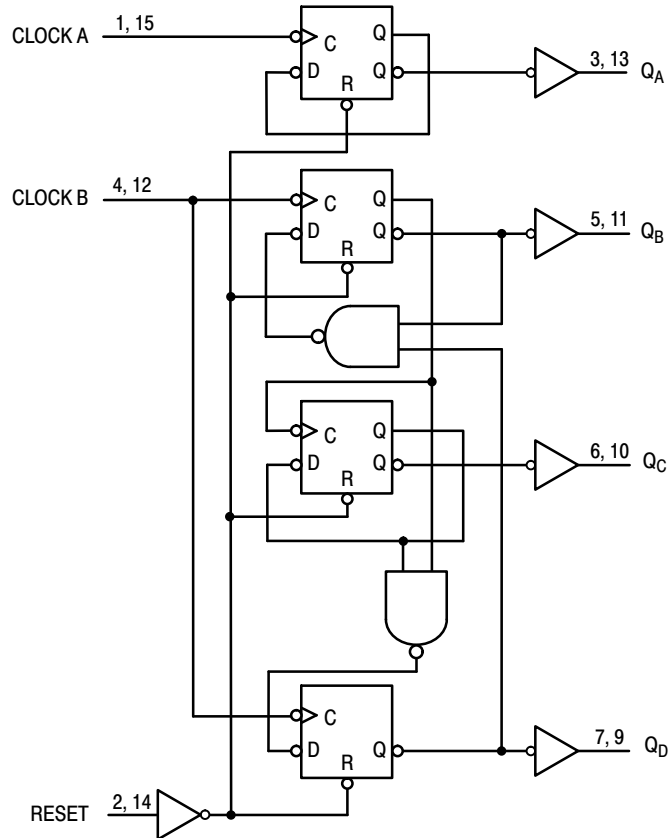 CLOCK A 1, 15 C Q
D Q 3, 13 QA
R
CLOCK B 4, 12 C Q
D Q 5, 11 QB
R
C Q
D Q 6, 10 QC
R
C
D Q 7, 9 QD
R
RESET 2, 14